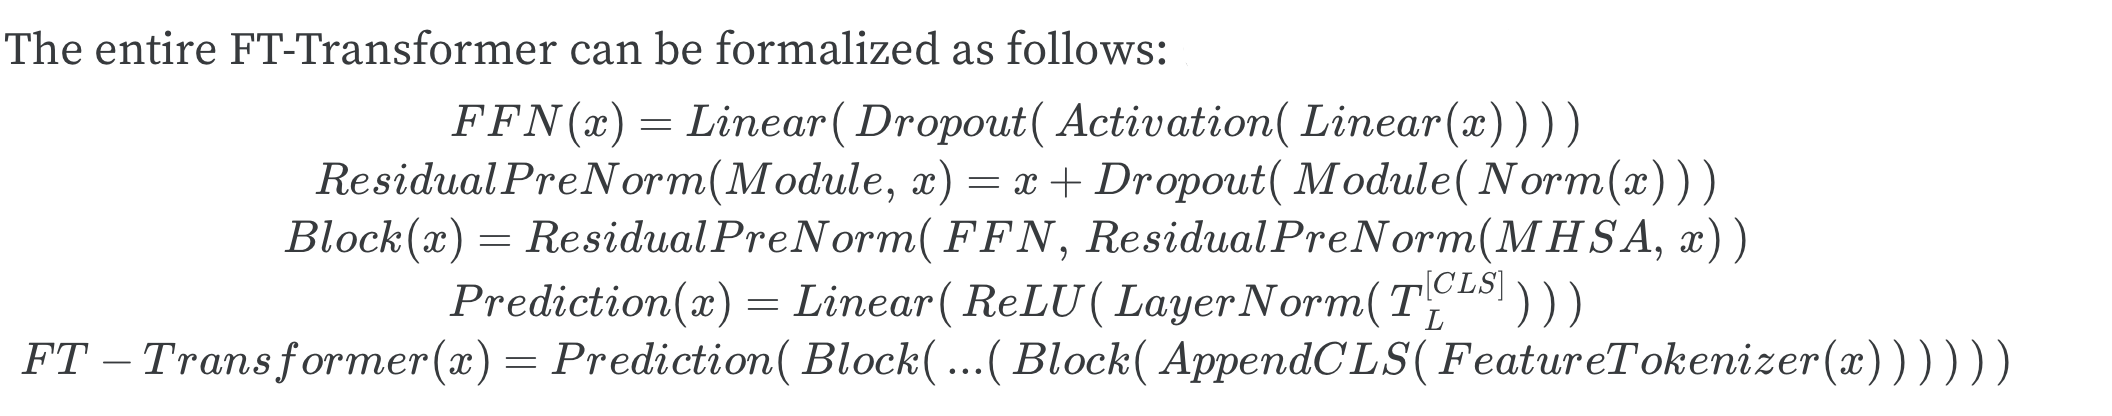 The entire FT-Transformer can be formalized as follows:
FFN(x) = Linear( Dropout( Activation( Linear(x) ) ) )
ResidualPreNorm(Module, x) = x + Dropout( Module( Norm(x) ) )
Block(x) = ResidualPreNorm( FFN, ResidualPreNorm(MHSA, x) )
Prediction(x) = Linear( ReLU( LayerNorm( T_L^{[CLS]} ) ) )
FT − Transformer(x) = Prediction( Block( ...( Block( AppendCLS( FeatureTokenizer(x) ) ) ) ) )